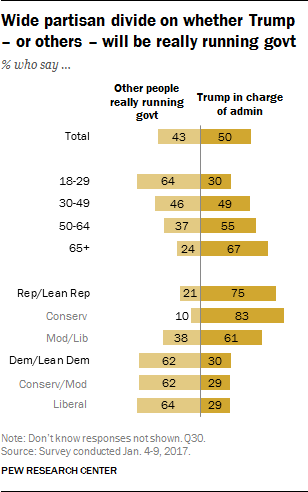 Wide partisan divide on whether Trump
– or others – will be really running govt
% who say ...
Other people
really running
govt
Trump in charge
of admin
Total 43 50
18-29 64 30
30-49 46 49
50-64 37 55
65+ 24 67
Rep/Lean Rep 21 75
Conserv 10 83
Mod/Lib 38 61
Dem/Lean Dem 62 30
Conserv/Mod 62 29
Liberal 64 29
Note: Don't know responses not shown. Q30.
Source: Survey conducted Jan. 4-9, 2017.
PEW RESEARCH CENTER